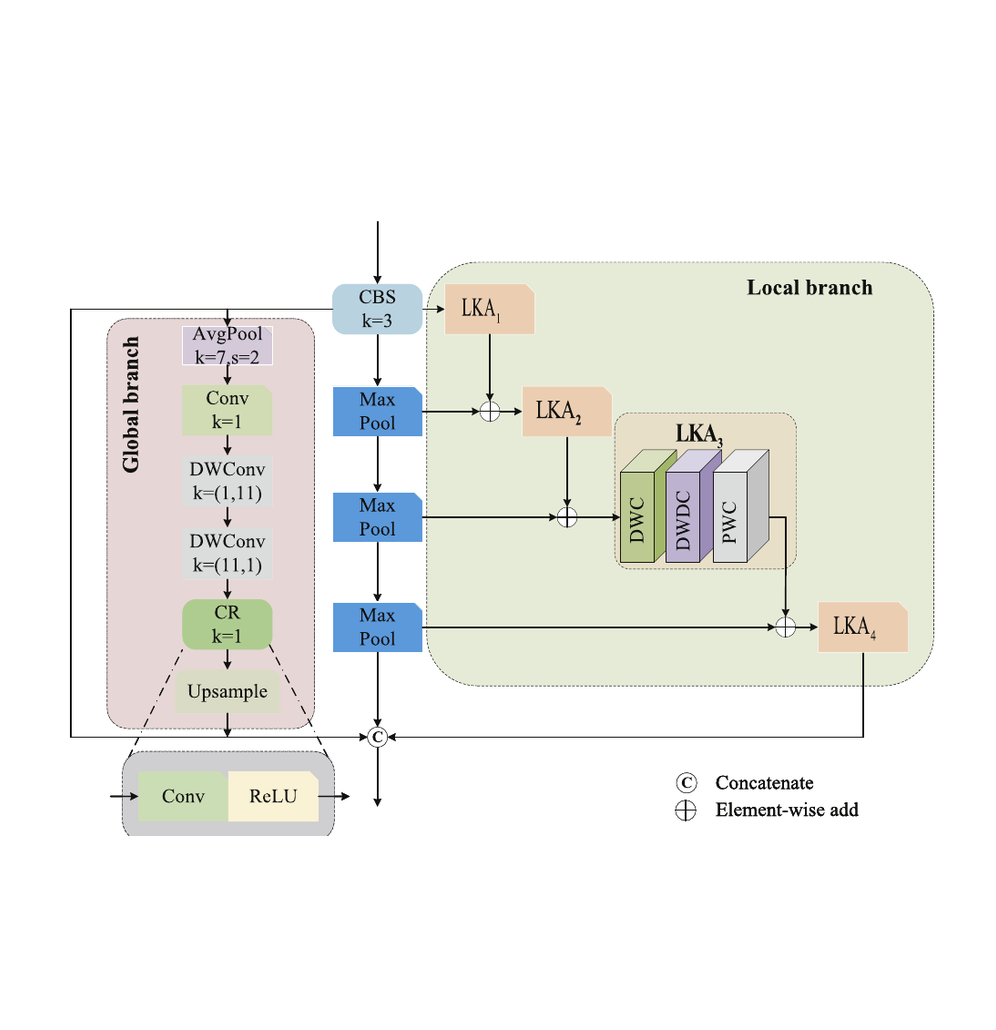 Local branch
CBS
k=3
LKA1
AvgPool
k=7,s=2
Global branch
Conv
k=1
Max
Pool
LKA2
LKA3
DWConv
k=(1,11)
Max
Pool
DWC
DWDC
PWC
DWConv
k=(11,1)
CR
k=1
Max
Pool
LKA4
Upsample
C
Conv
ReLU
C Concatenate
Element-wise add